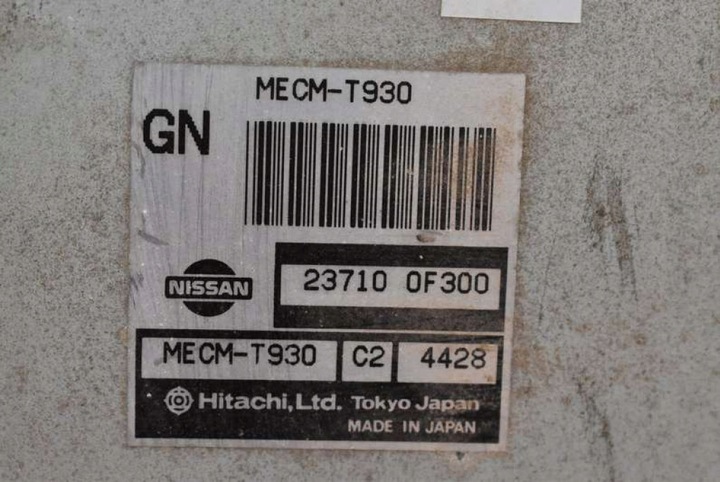 MECM-T930
GN
NISSAN
23710 0F300
MECM-T930 C2 4428
Hitachi, Ltd. Tokyo Japan
MADE IN JAPAN